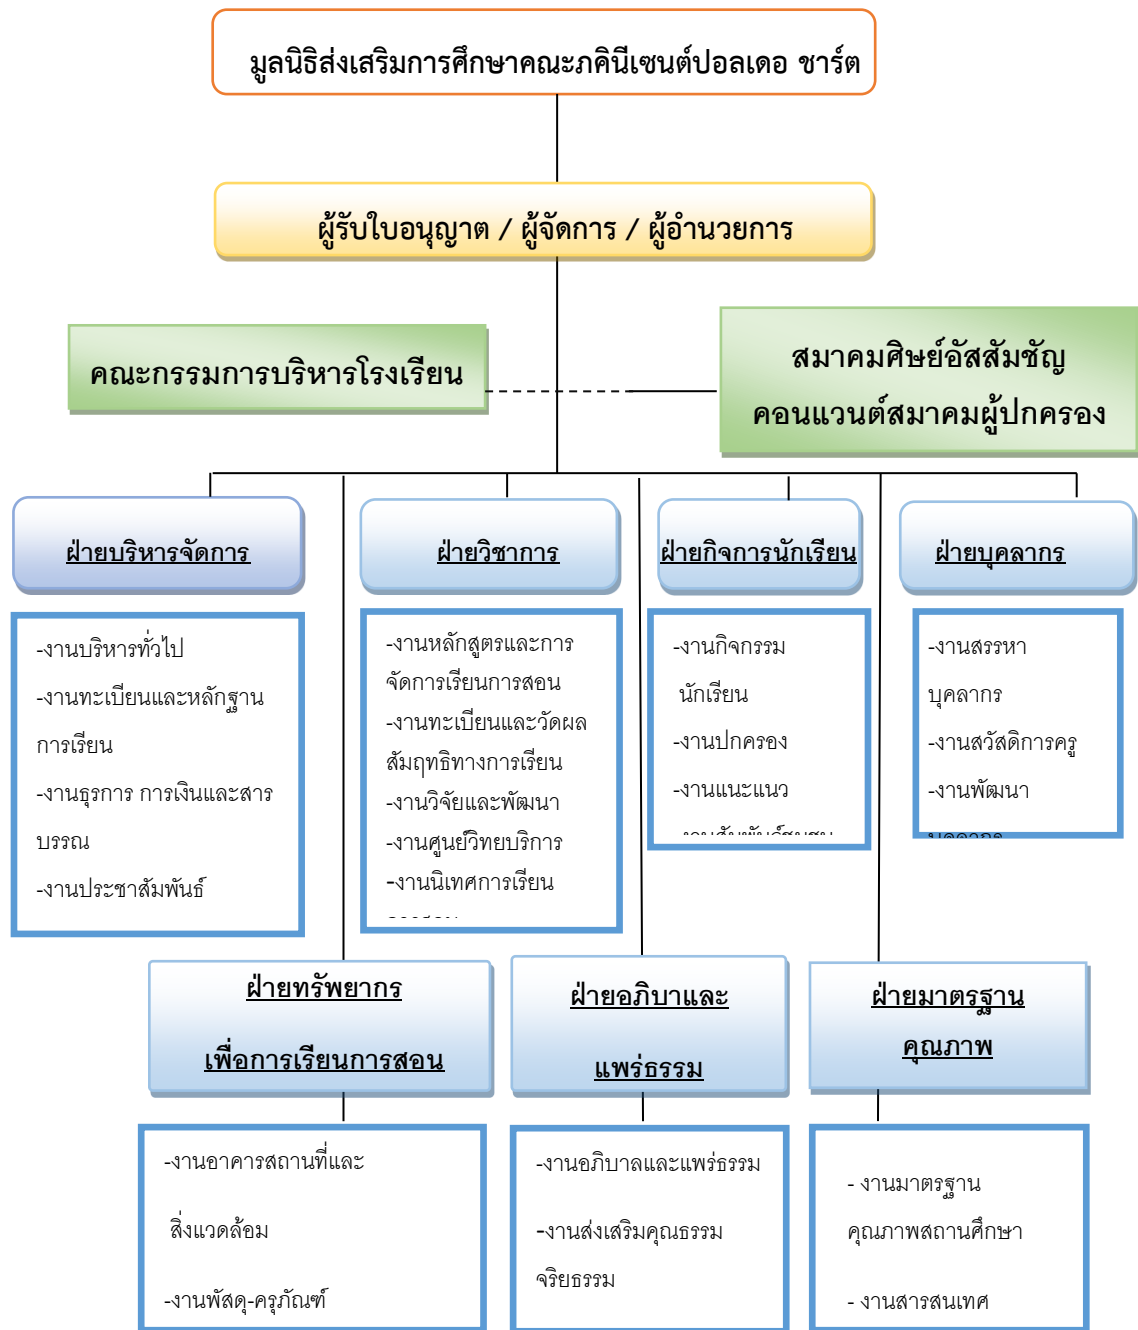 มูลนิธิส่งเสริมการศึกษาคณะภคินีเซนต์ปอลเดอ ชาร์ต
ผู้รับใบอนุญาต / ผู้จัดการ / ผู้อำนวยการ
คณะกรรมการบริหารโรงเรียน
สมาคมศิษย์อัสสัมชัญ
คอนแวนต์สมาคมผู้ปกครอง
ฝ่ายบริหารจัดการ
-งานบริหารทั่วไป
-งานทะเบียนและหลักฐาน
การเรียน
-งานธุรการ การเงินและสาร
บรรณ
-งานประชาสัมพันธ์
ฝ่ายวิชาการ
-งานหลักสูตรและการ
จัดการเรียนการสอน
-งานทะเบียนและวัดผล
สัมฤทธิทางการเรียน
-งานวิจัยและพัฒนา
-งานศูนย์วิทยบริการ
-งานนิเทศการเรียน
ฝ่ายกิจการนักเรียน
-งานกิจกรรม
นักเรียน
-งานปกครอง
-งานแนะแนว
ฝ่ายบุคลากร
-งานสรรหา
บุคลากร
-งานสวัสดิการครู
-งานพัฒนา
ฝ่ายทรัพยากร
เพื่อการเรียนการสอน
-งานอาคารสถานที่และ
สิ่งแวดล้อม
-งานพัสดุ-ครุภัณฑ์
ฝ่ายอภิบาและ
แพร่ธรรม
-งานอภิบาลและแพร่ธรรม
-งานส่งเสริมคุณธรรม
จริยธรรม
ฝ่ายมาตรฐาน
คุณภาพ
- งานมาตรฐาน
คุณภาพสถานศึกษา
- งานสารสนเทศ